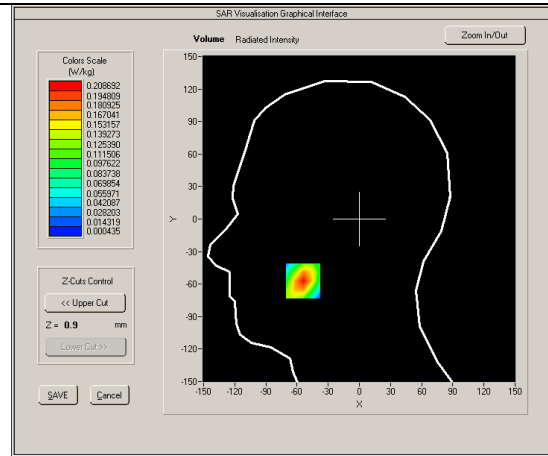 SAR Visualisation Graphical Interface
Volume Radiated Intensity
Zoom In/Out
Colors Scale
(W/kg)
0.208692
0.194809
0.180925
0.167041
0.153157
0.139273
0.125390
0.111506
0.097622
0.083738
0.069854
0.055971
0.042087
0.028203
0.014319
0.000435
Z-Cuts Control
<< Upper Cut
Z = 0.9 mm
Lower Cut >>
SAVE Cancel
150-
120-
90-
60-
30-
0-
-30-
-60-
-90-
-120-
-150-
Y
-150 -120 -90 -60 -30 0 30 60 90 120 150
X